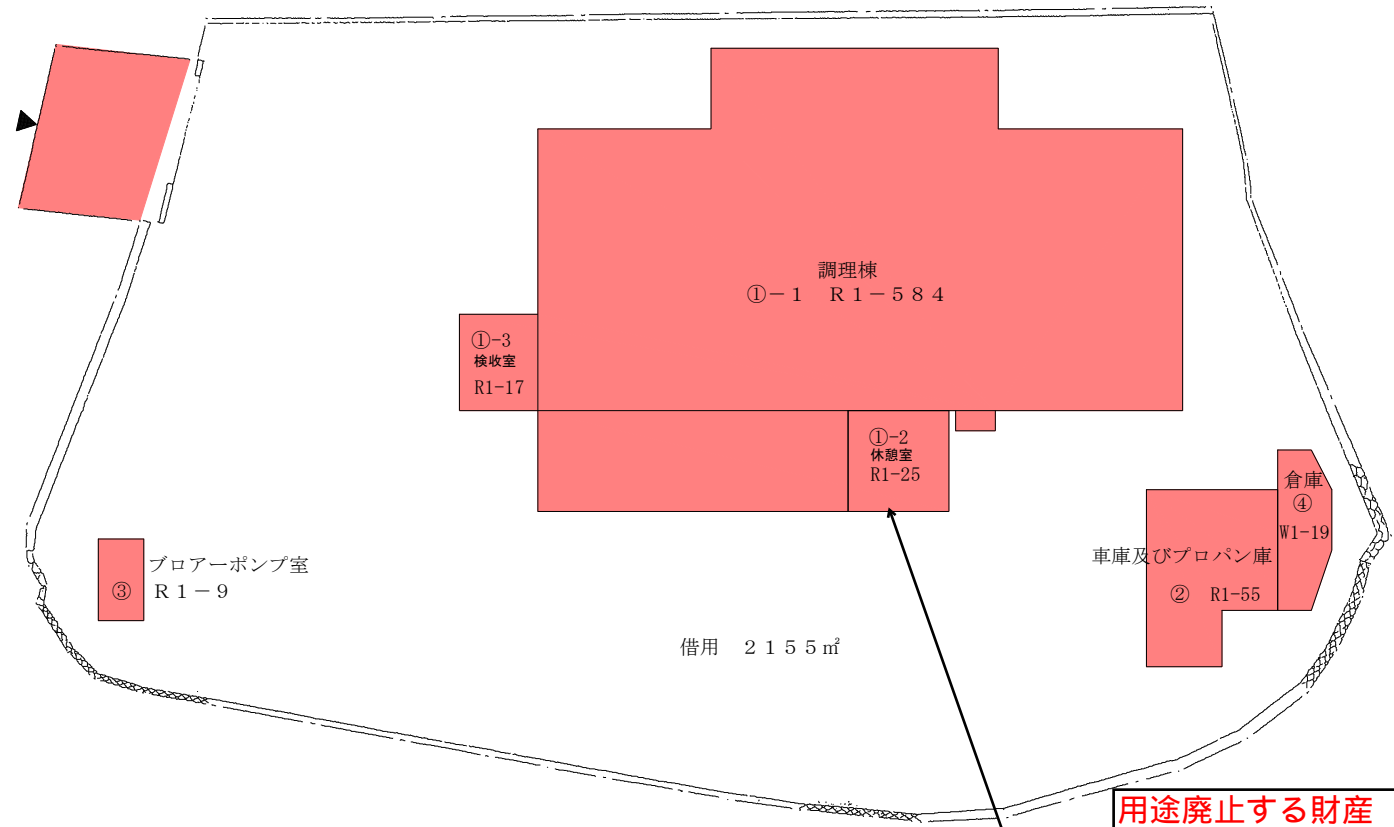 調理棟
①－１　Ｒ１－５８４
①-3
検収室
R1-17
①-2
休憩室
R1-25
倉庫
④
W1-19
車庫及びプロパン庫
②　R1-55
ブロアーポンプ室
③　Ｒ１－９
借用　２１５５㎡
用途廃止する財産